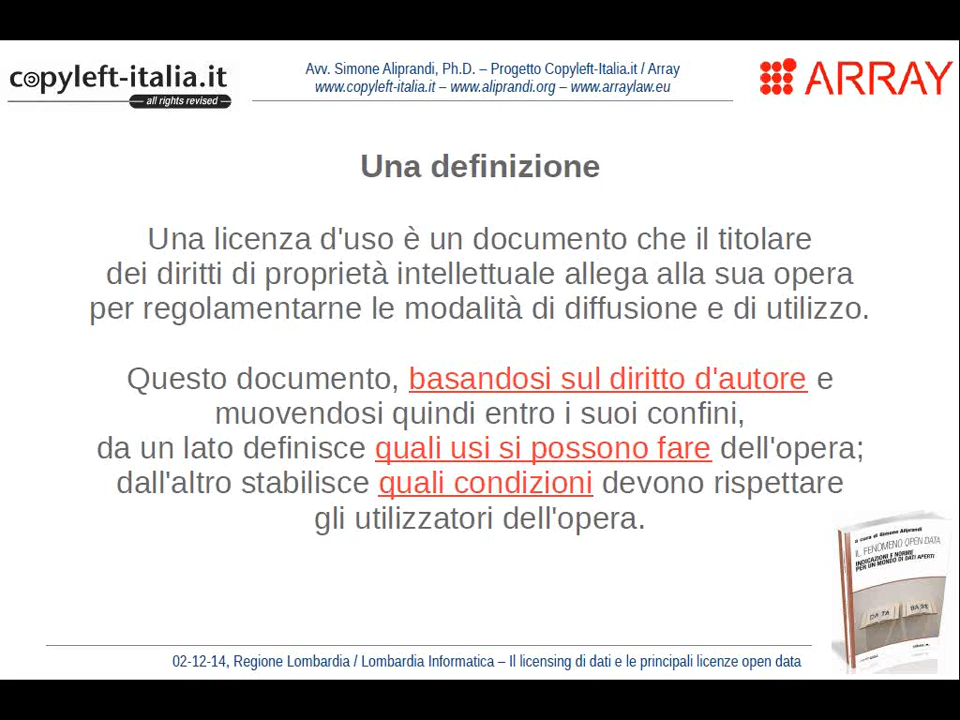 copyleft-italia.it
all rights revised
Avv. Simone Aliprandi, Ph.D. – Progetto Copyleft-Italia.it / Array
www.copyleft-italia.it – www.aliprandi.org – www.arraylaw.eu
ARRAY
Una definizione
Una licenza d'uso è un documento che il titolare
dei diritti di proprietà intellettuale allega alla sua opera
per regolamentarne le modalità di diffusione e di utilizzo.
Questo documento, basandosi sul diritto d'autore e
muovendosi quindi entro i suoi confini,
da un lato definisce quali usi si possono fare dell'opera;
dall'altro stabilisce quali condizioni devono rispettare
gli utilizzatori dell'opera.
a cura di Simone Aliprandi
IL FENOMENO OPEN DATA
INDICAZIONI E NORME
PER UN MONDO DI DATI APERTI
DA TA BA SE
02-12-14, Regione Lombardia / Lombardia Informatica – Il licensing di dati e le principali licenze open data